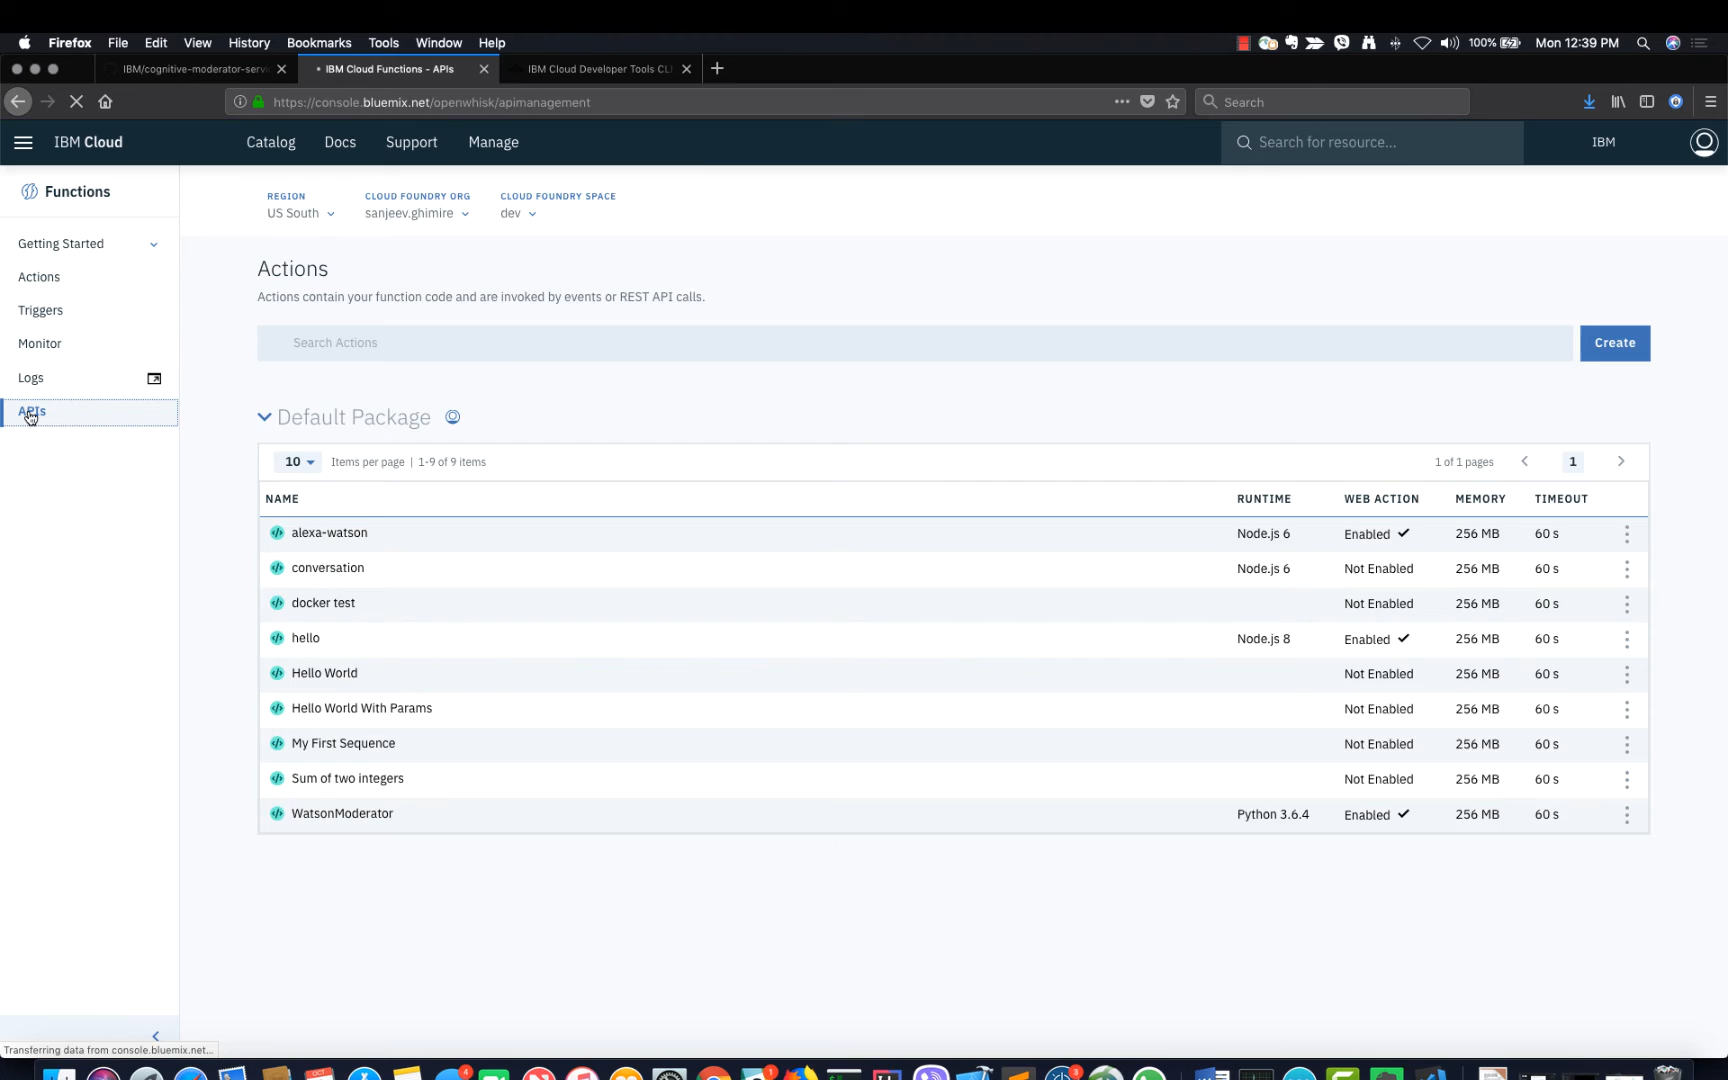 Firefox File Edit View History Bookmarks Tools Window Help 100% Mon 12:39 PM
IBM/cognitive-moderator-servi IBM Cloud Functions - APIs IBM Cloud Developer Tools CLI
https://console.bluemix.net/openwhisk/apimanagement Search
IBM Cloud Catalog Docs Support Manage Search for resource... IBM
Functions
REGION CLOUD FOUNDRY ORG CLOUD FOUNDRY SPACE
US South sanjeev.ghimire dev
Getting Started
Actions
Triggers
Monitor
Logs
APIs
Actions
Actions contain your function code and are invoked by events or REST API calls.
Search Actions Create
Default Package
10 Items per page | 1-9 of 9 items 1 of 1 pages 1
NAME RUNTIME WEB ACTION MEMORY TIMEOUT
alexa-watson Node.js 6 Enabled 256 MB 60 s
conversation Node.js 6 Not Enabled 256 MB 60 s
docker test Not Enabled 256 MB 60 s
hello Node.js 8 Enabled 256 MB 60 s
Hello World Not Enabled 256 MB 60 s
Hello World With Params Not Enabled 256 MB 60 s
My First Sequence Not Enabled 256 MB 60 s
Sum of two integers Not Enabled 256 MB 60 s
WatsonModerator Python 3.6.4 Enabled 256 MB 60 s
Transferring data from console.bluemix.net...
OCT 4 1 3